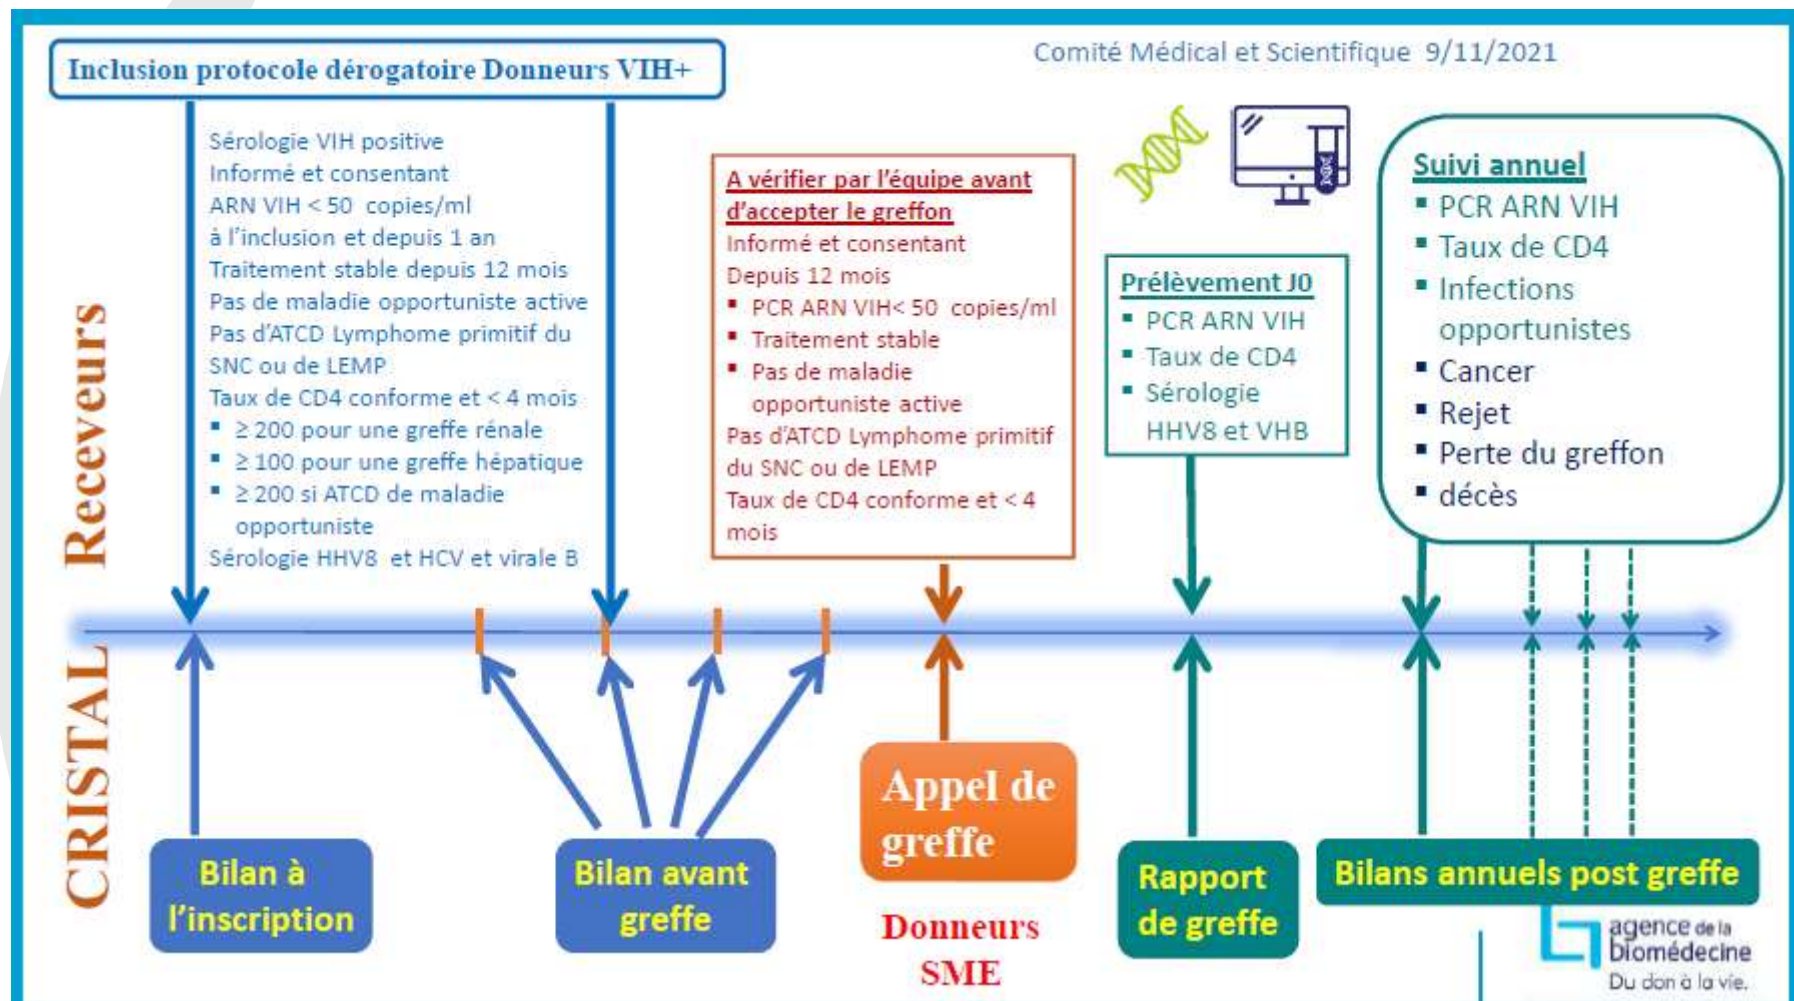 Inclusion protocole dérogatoire Donneurs VIH+
Comité Médical et Scientifique 9/11/2021
Receveurs
Sérologie VIH positive
Informé et consentant
ARN VIH < 50 copies/ml
à l'inclusion et depuis 1 an
Traitement stable depuis 12 mois
Pas de maladie opportuniste active
Pas d'ATCD Lymphome primitif du
SNC ou de LEMP
Taux de CD4 conforme et < 4 mois
▪ ≥ 200 pour une greffe rénale
▪ ≥ 100 pour une greffe hépatique
▪ ≥ 200 si ATCD de maladie
opportuniste
Sérologie HHV8 et HCV et virale B
A vérifier par l'équipe avant
d'accepter le greffon
Informé et consentant
Depuis 12 mois
▪ PCR ARN VIH< 50 copies/ml
▪ Traitement stable
▪ Pas de maladie
opportuniste active
Pas d'ATCD Lymphome primitif
du SNC ou de LEMP
Taux de CD4 conforme et < 4
mois
Prélèvement J0
▪ PCR ARN VIH
▪ Taux de CD4
▪ Sérologie
HHV8 et VHB
Suivi annuel
▪ PCR ARN VIH
▪ Taux de CD4
▪ Infections
opportunistes
▪ Cancer
▪ Rejet
▪ Perte du greffon
▪ décès
CRISTAL
Bilan à
l'inscription
Bilan avant
greffe
Appel de
greffe
Donneurs
SME
Rapport
de greffe
Bilans annuels post greffe
agence de la
biomédecine
Du don à la vie.